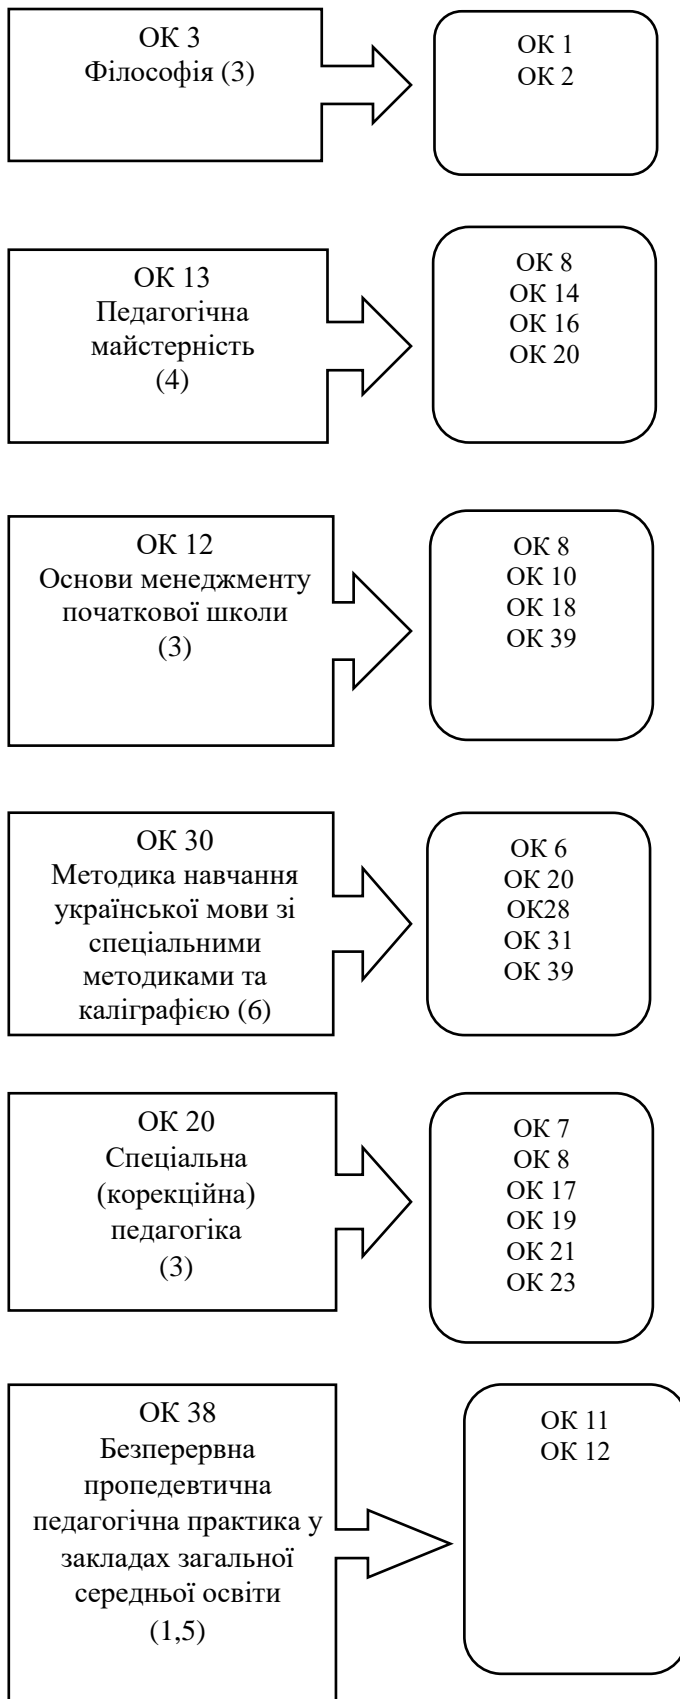 ОК 3
Філософія (3)
ОК 1
ОК 2
ОК 13
Педагогічна
майстерність
(4)
ОК 8
ОК 14
ОК 16
ОК 20
ОК 12
Основи менеджменту
початкової школи
(3)
ОК 8
ОК 10
ОК 18
ОК 39
ОК 30
Методика навчання
української мови зі
спеціальними
методиками та
каліграфією (6)
ОК 6
ОК 20
ОК28
ОК 31
ОК 39
ОК 20
Спеціальна
(корекційна)
педагогіка
(3)
ОК 7
ОК 8
ОК 17
ОК 19
ОК 21
ОК 23
ОК 38
Безперервна
пропедевтична
педагогічна практика у
закладах загальної
середньої освіти
(1,5)
ОК 11
ОК 12